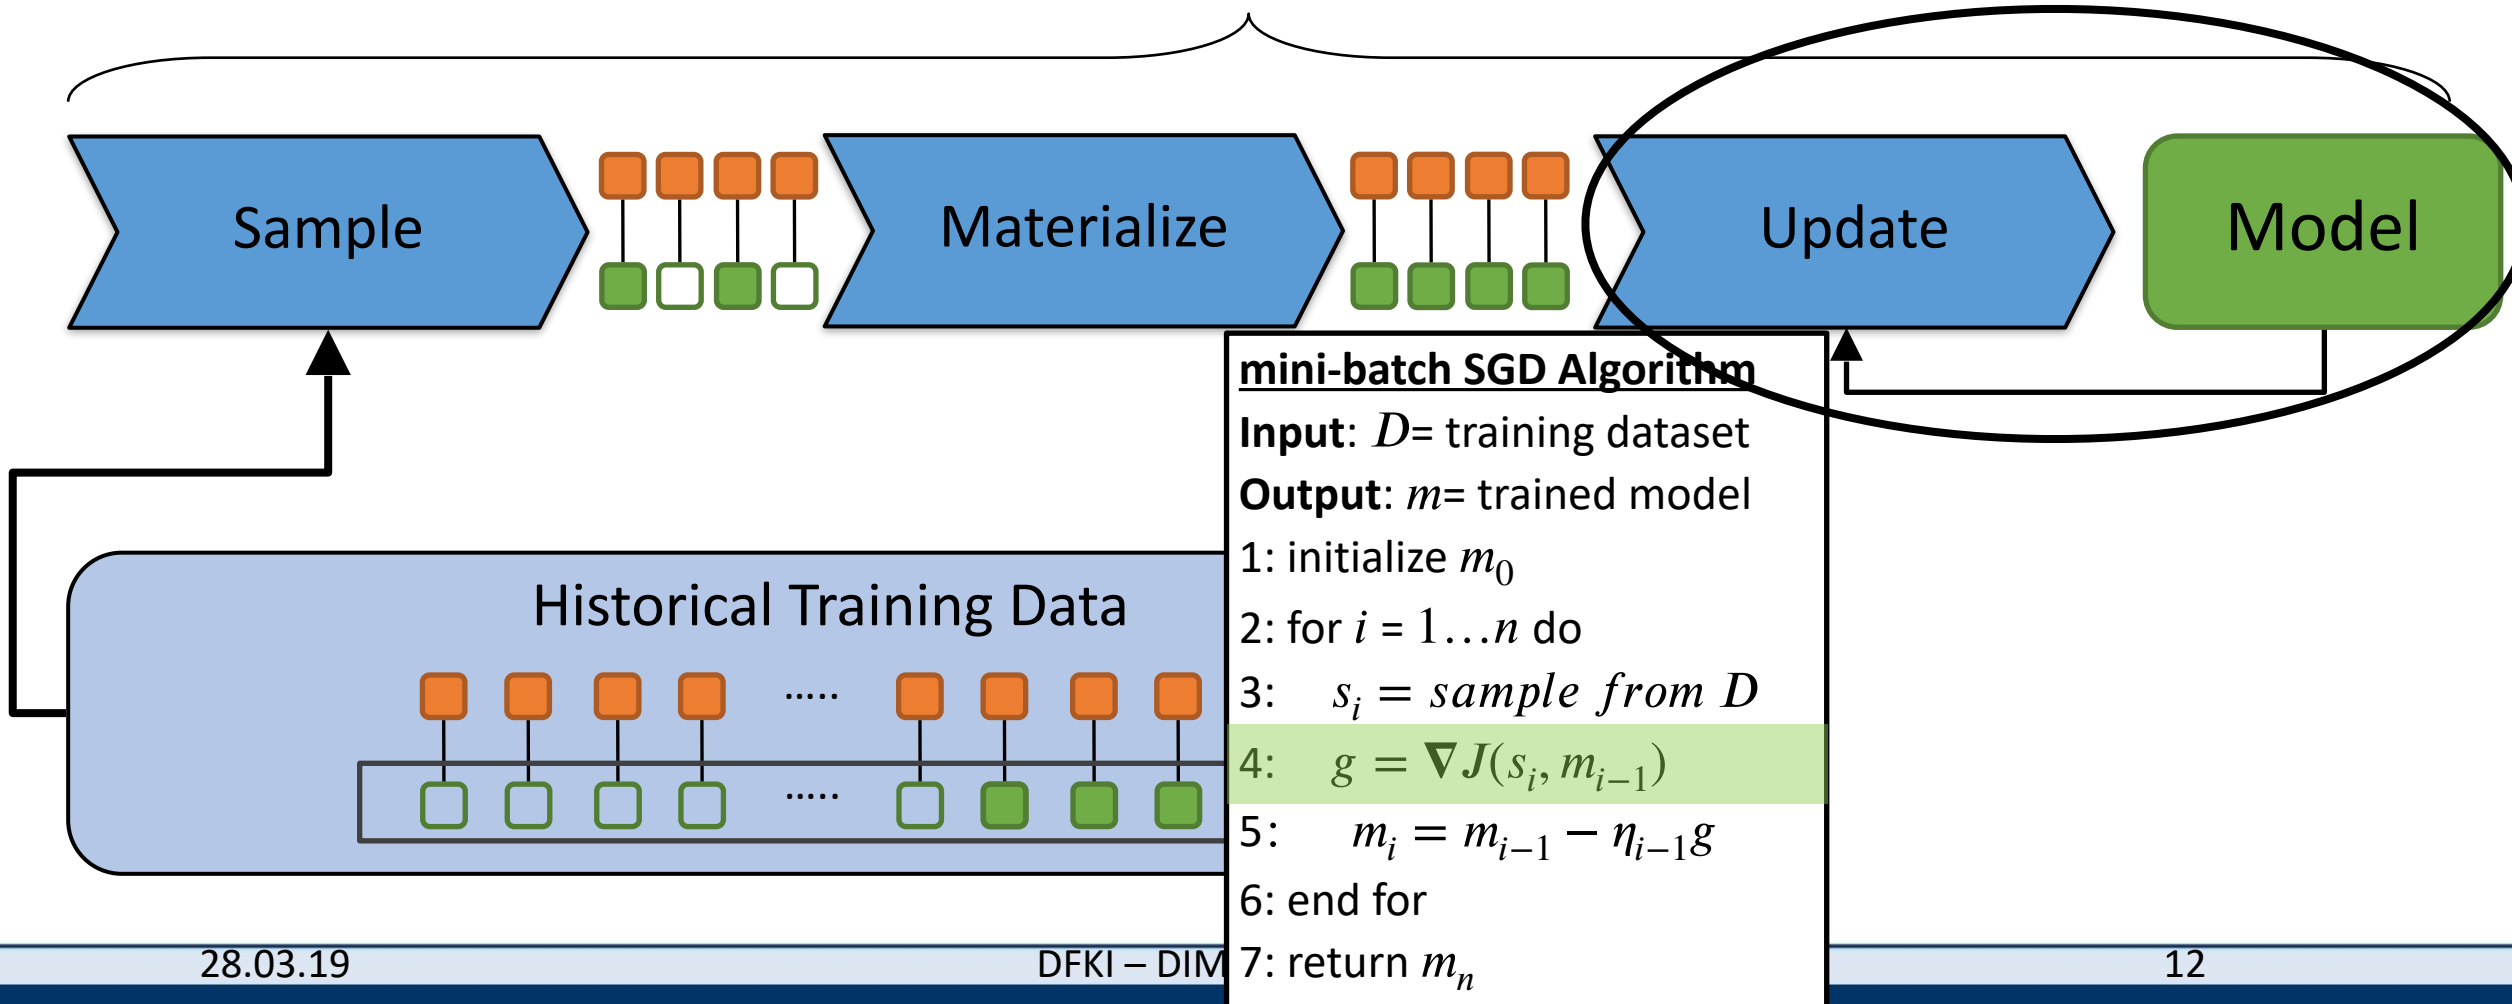 Sample
Materialize
Update
Model
Historical Training Data
.....
.....
mini-batch SGD Algorithm
Input: D= training dataset
Output: m= trained model
1: initialize m₀
2: for i = 1…n do
3: sᵢ = sample from D
4: g = ∇J(sᵢ, mᵢ₋₁)
5: mᵢ = mᵢ₋₁ − ηᵢ₋₁g
6: end for
7: return mₙ
28.03.19
DFKI – DIM
12